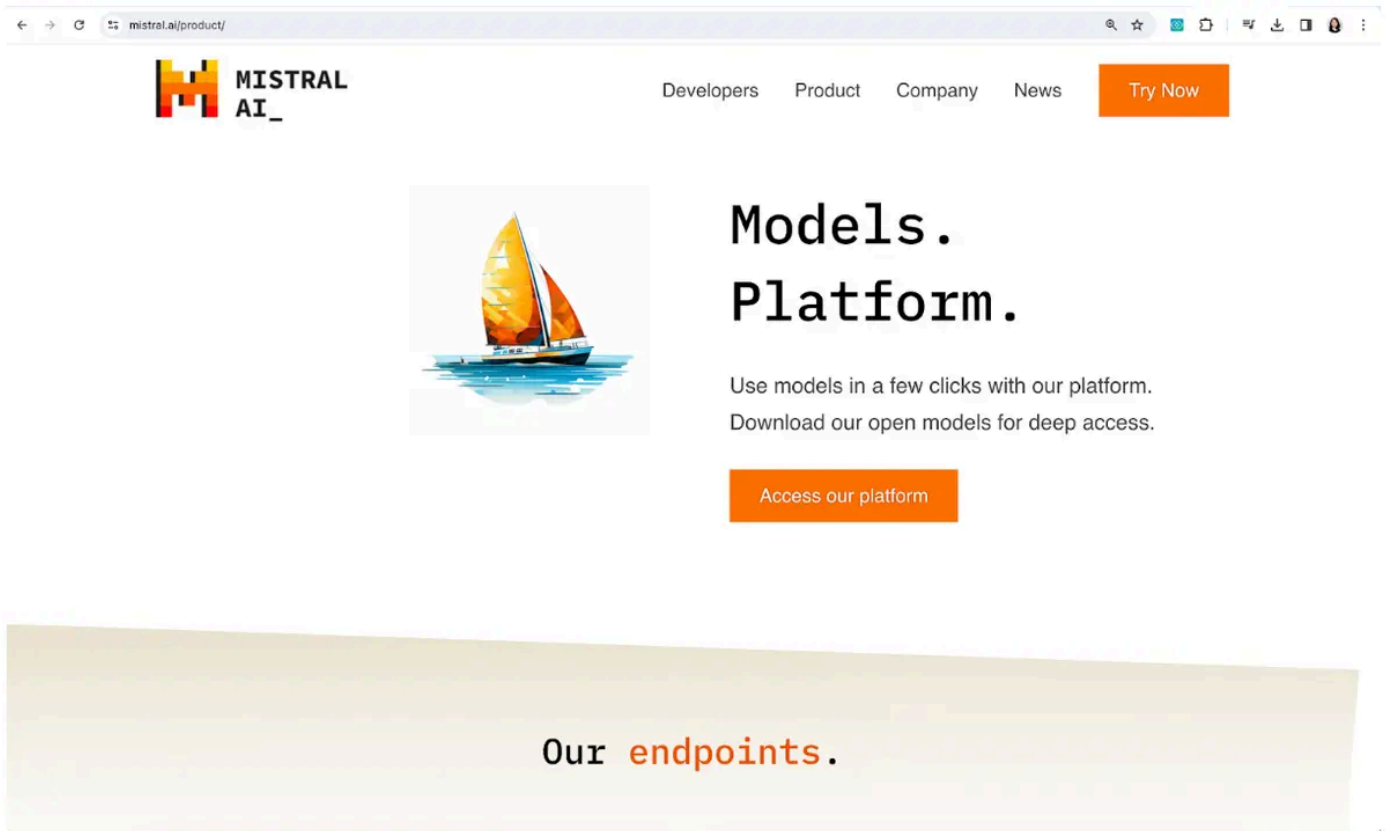 mistral.ai/product/
MISTRAL
AI_
Developers Product Company News Try Now
Models.
Platform.
Use models in a few clicks with our platform.
Download our open models for deep access.
Access our platform
Our endpoints.